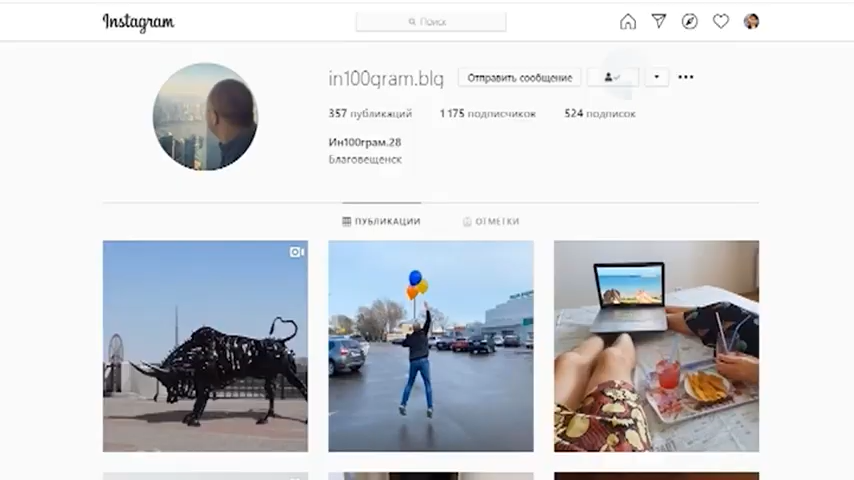 Instagram
Поиск
in100gram.blg
Отправить сообщение
357 публикаций 1 175 подписчиков 524 подписок
Ин100грам.28
Благовещенск
ПУБЛИКАЦИИ ОТМЕТКИ